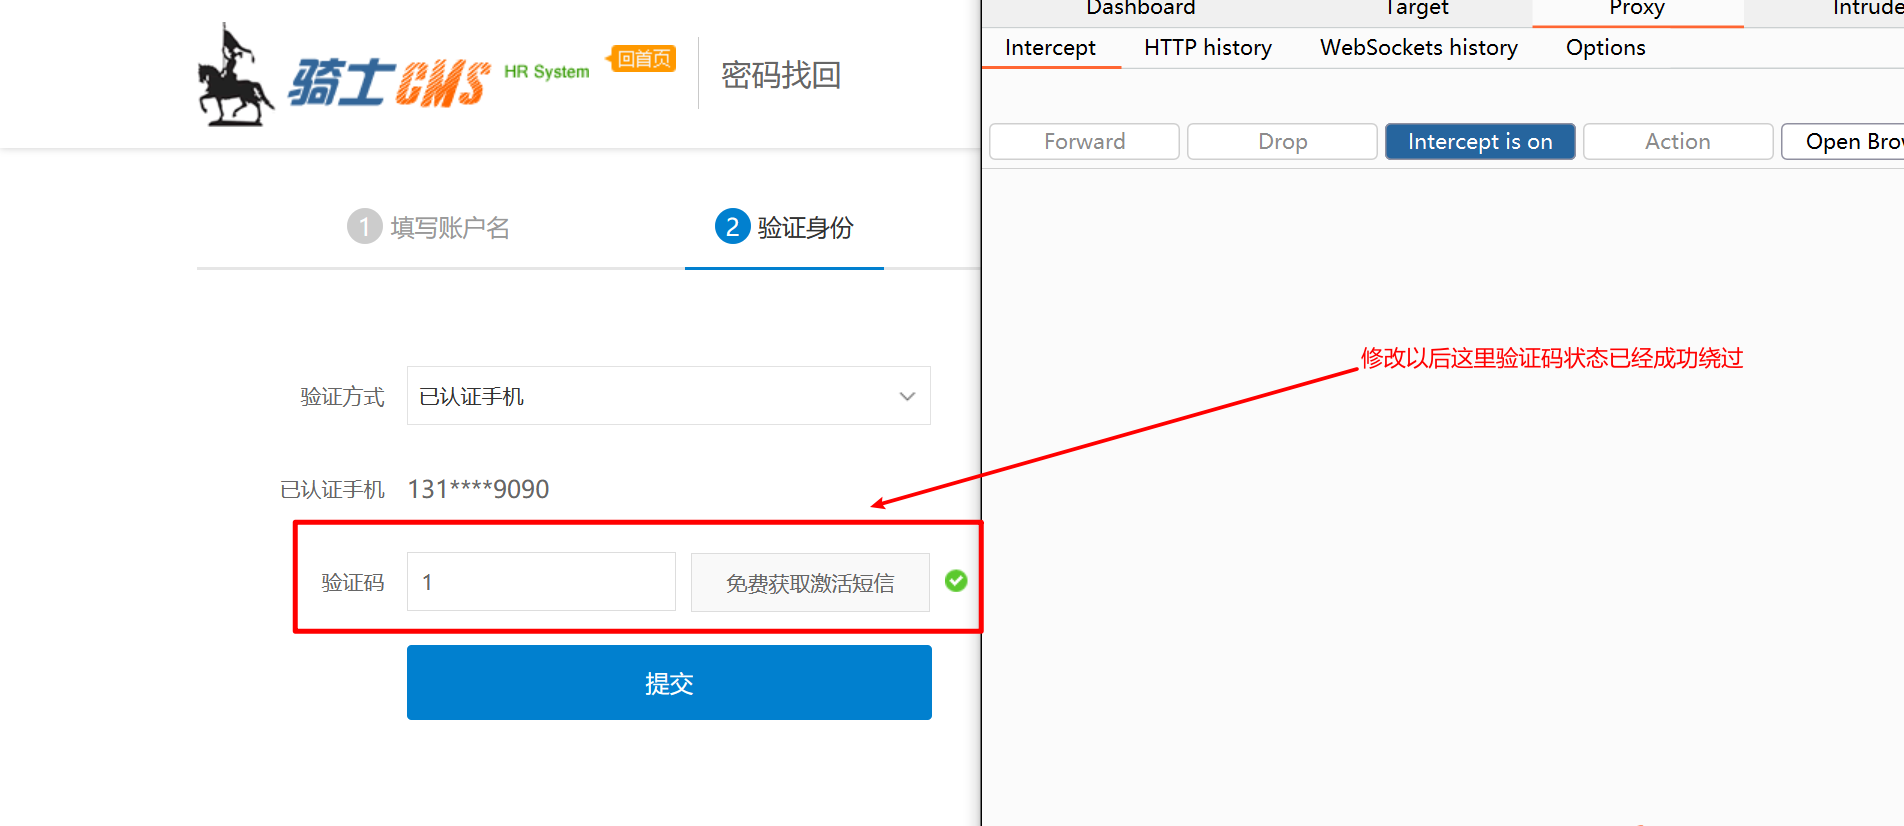 骑士CMS
HR System
回首页
密码找回
1 填写账户名
2 验证身份
验证方式
已认证手机
已认证手机
131****9090
验证码
1
免费获取激活短信
提交
Dashboard
Target
Proxy
Intercept
HTTP history
WebSockets history
Options
Forward
Drop
Intercept is on
Action
修改以后这里验证码状态已经成功绕过